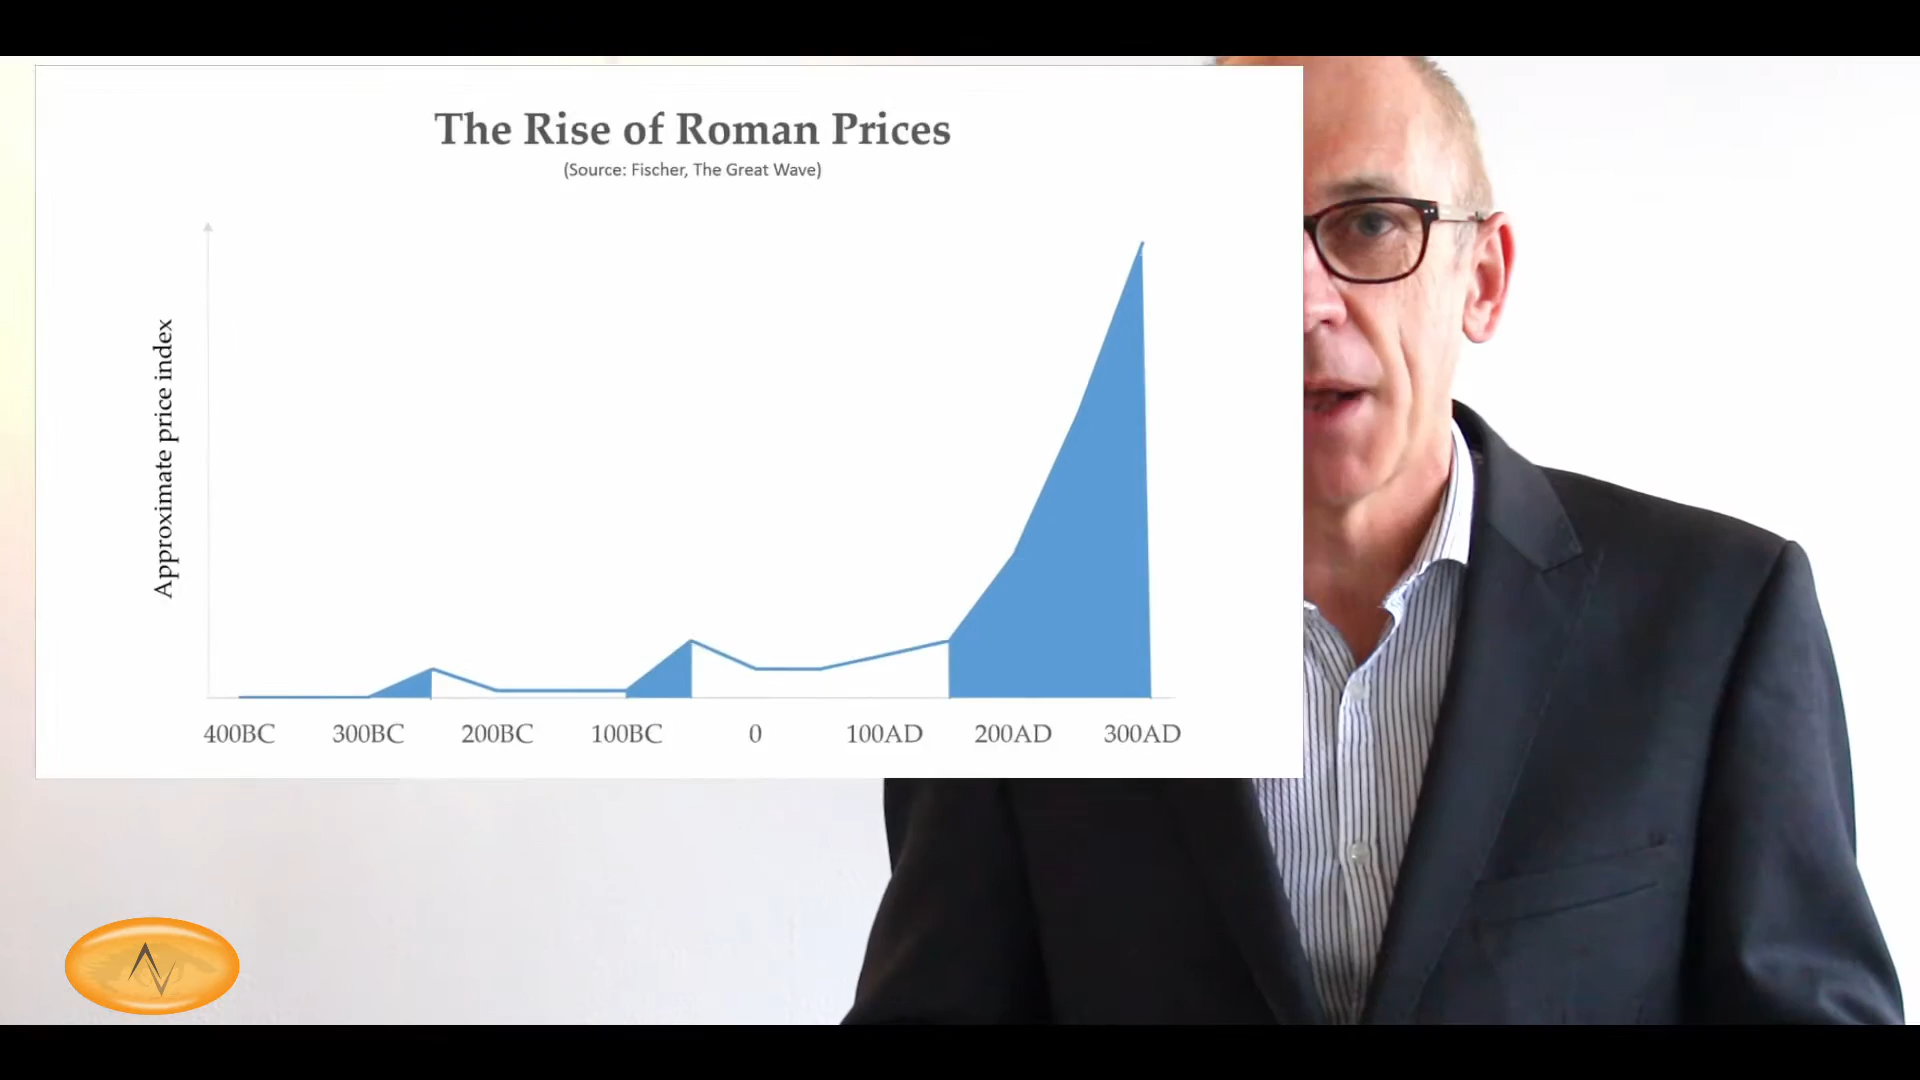 The Rise of Roman Prices
(Source: Fischer, The Great Wave)
Approximate price index
400BC 300BC 200BC 100BC 0 100AD 200AD 300AD